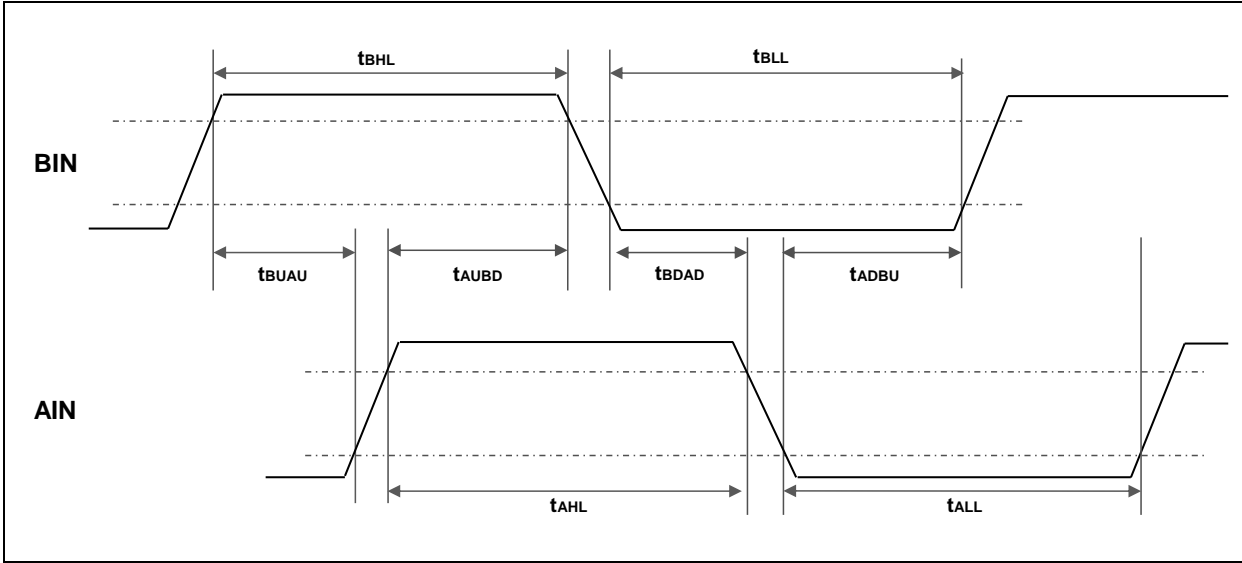 tBHL
tBLL
BIN
tBUAU
tAUBD
tBDAD
tADBU
AIN
tAHL
tALL